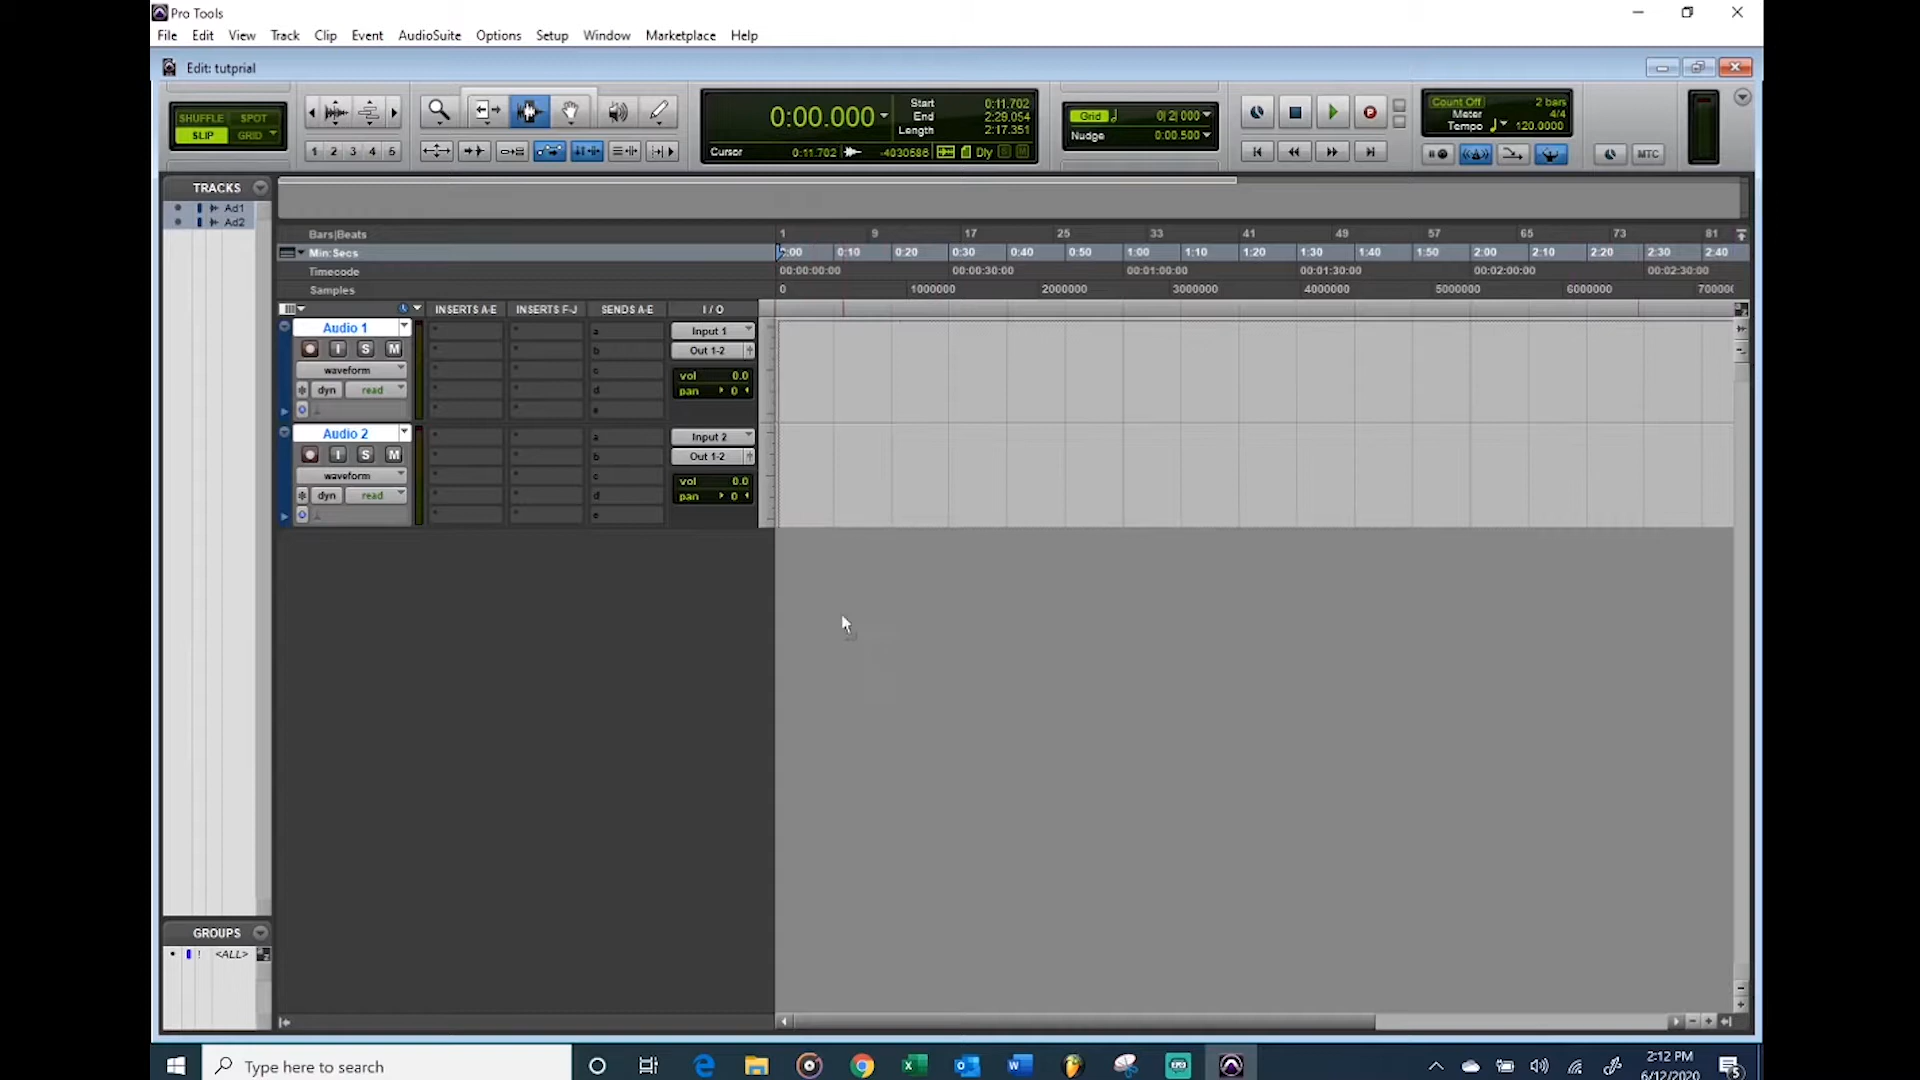 Pro Tools
File Edit View Track Clip Event AudioSuite Options Setup Window Marketplace Help
Edit: tutprial
SHUFFLE SPOT
SLIP GRID
1 2 3 4 5
0:00.000
Start 0:11.702
End 2:29.054
Length 2:17.351
Cursor 0:11.702 -4030586 Dly
Grid 0| 2| 000
Nudge 0:00.500
Count Off 2 bars
Meter 4/4
Tempo 120.0000
MTC
TRACKS
Ad1
Ad2
Bars|Beats 1 9 17 25 33 41 49 57 65 73 81
Min:Secs 0:00 0:10 0:20 0:30 0:40 0:50 1:00 1:10 1:20 1:30 1:40 1:50 2:00 2:10 2:20 2:30 2:40
Timecode 00:00:00:00 00:00:30:00 00:01:00:00 00:01:30:00 00:02:00:00 00:02:30:00
Samples 0 1000000 2000000 3000000 4000000 5000000 6000000
INSERTS A-E INSERTS F-J SENDS A-E I / O
Audio 1
I S M
waveform
dyn read
a
b
c
d
e
Input 1
Out 1-2
vol 0.0
pan 0
Audio 2
I S M
waveform
dyn read
a
b
c
d
e
Input 2
Out 1-2
vol 0.0
pan 0
GROUPS
! <ALL>
Type here to search
2:12 PM
6/12/2020
5